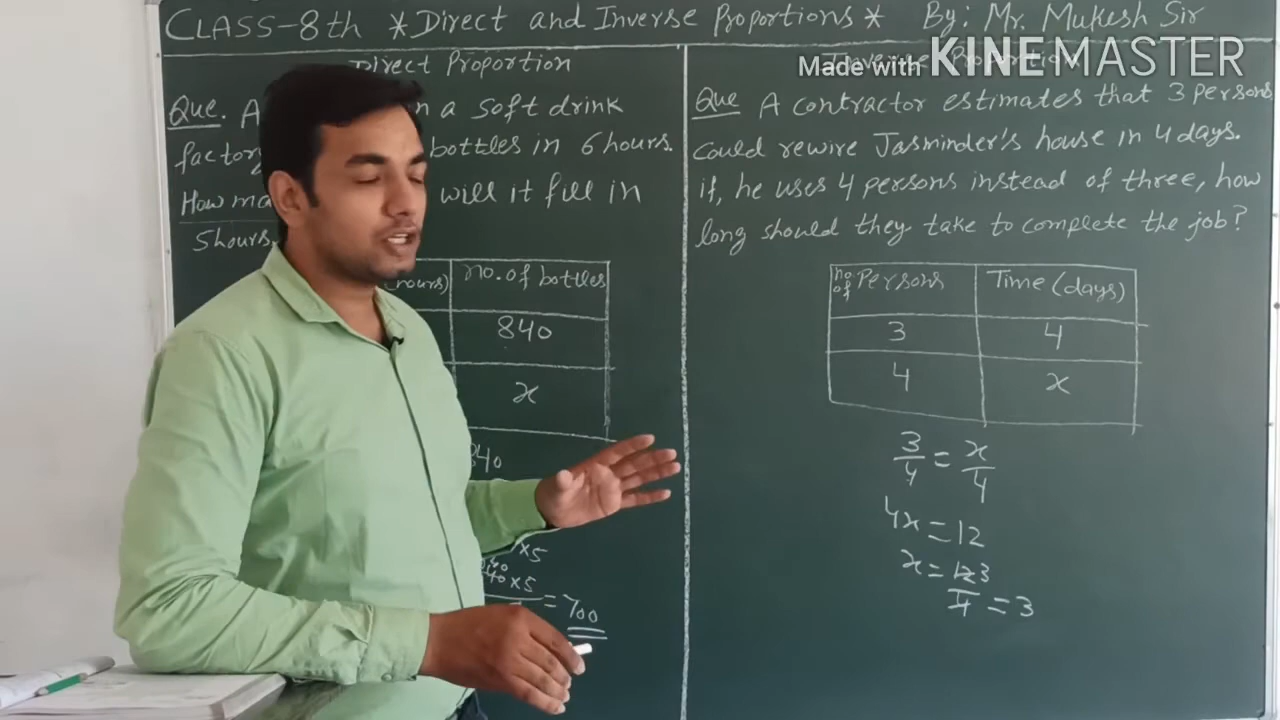 CLASS-8th *Direct and Inverse Proportions* By: Mr. Mukesh Sir
Direct Proportion
Que. A n a soft drink
factory bottles in 6 hours.
How ma will it fill in
5hours.
(hours) no. of bottles
840
x
840
×5
840 ×5
= 700
Made with KINEMASTER
Inverse Proportion
Que A contractor estimates that 3 Persons
Could rewire Jasminder's house in 4 days.
if, he uses 4 persons instead of three, how
long should they take to complete the job?
no of Persons Time (days)
3 4
4 x
3/4 = x/4
4x = 12
x = 12 3
/4 = 3